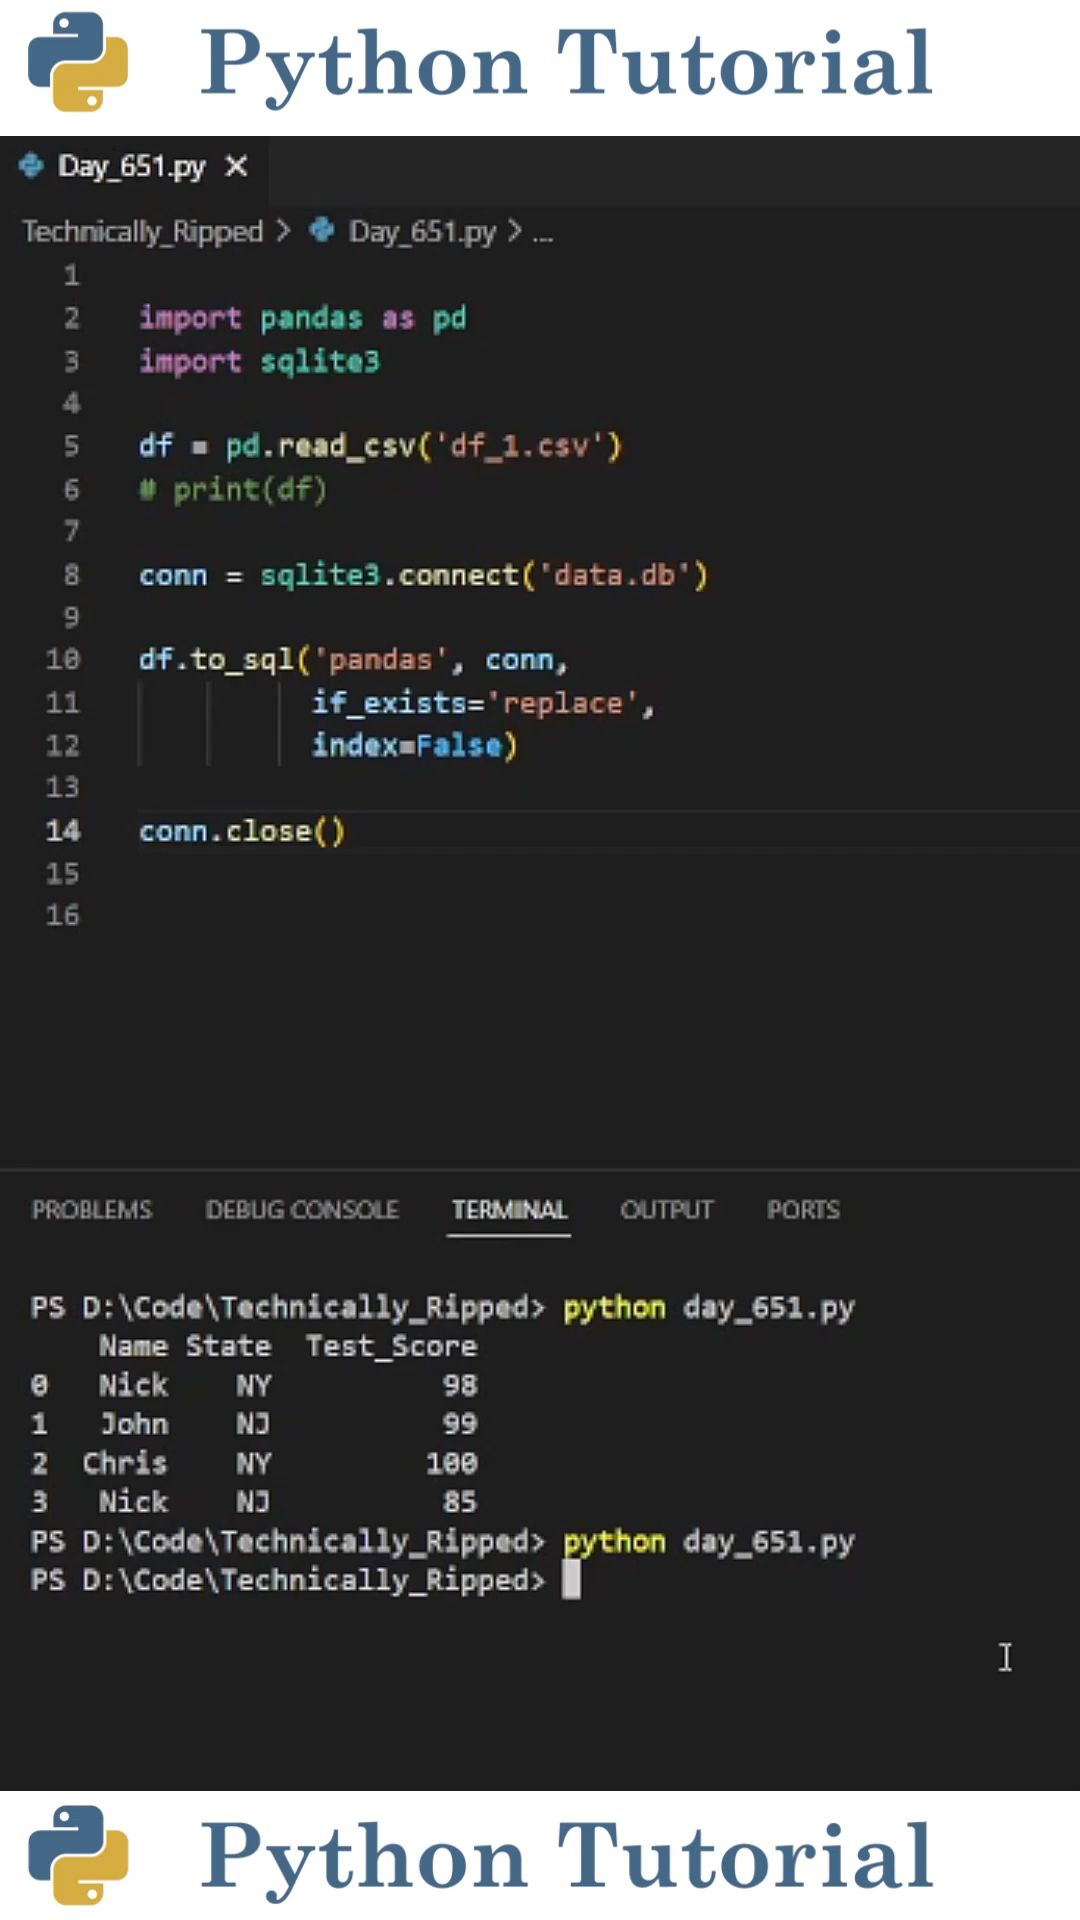 Python Tutorial
Day_651.py
Technically_Ripped > Day_651.py > ...
1
2 import pandas as pd
3 import sqlite3
4
5 df = pd.read_csv('df_1.csv')
6 # print(df)
7
8 conn = sqlite3.connect('data.db')
9
10 df.to_sql('pandas', conn,
11 if_exists='replace',
12 index=False)
13
14 conn.close()
15
16
PROBLEMS DEBUG CONSOLE TERMINAL OUTPUT PORTS
PS D:\Code\Technically_Ripped> python day_651.py
Name State Test_Score
0 Nick NY 98
1 John NJ 99
2 Chris NY 100
3 Nick NJ 85
PS D:\Code\Technically_Ripped> python day_651.py
PS D:\Code\Technically_Ripped>
Python Tutorial